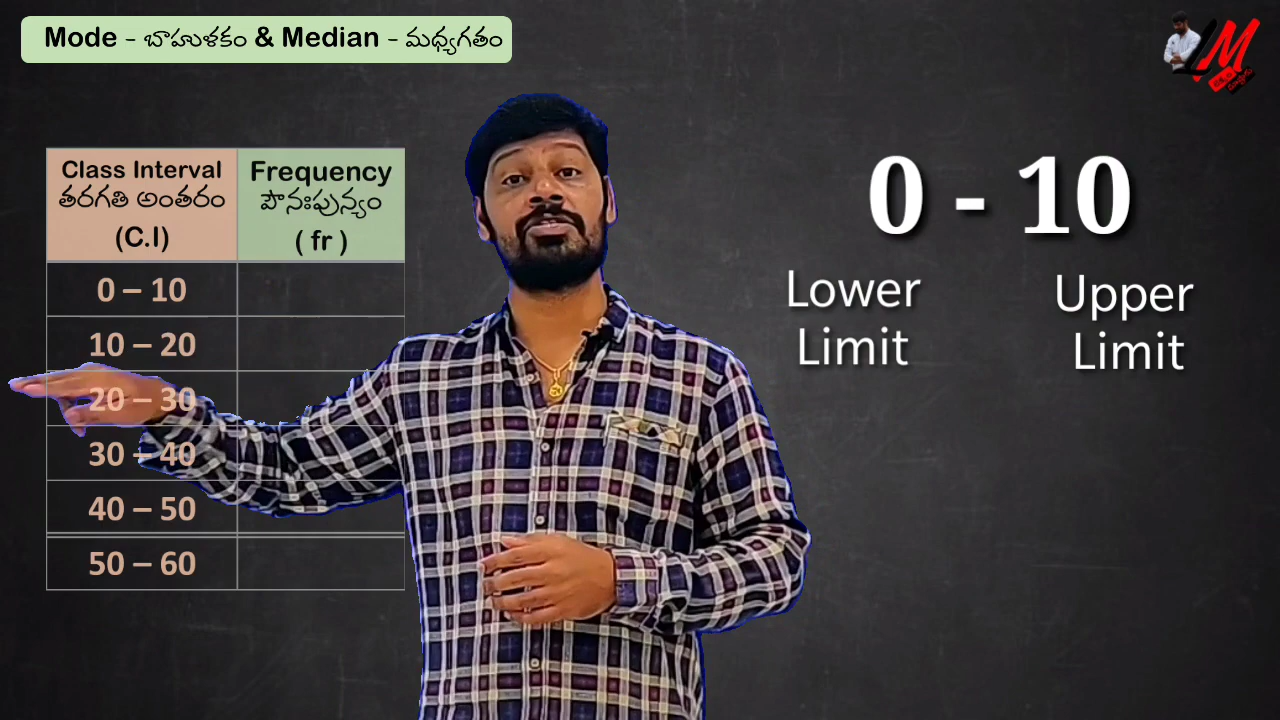 Mode - బాహుళకం & Median - మధ్యగతం
Class Interval
తరగతి అంతరం
(C.I)
Frequency
పౌనఃపున్యం
( fr )
0 – 10
10 – 20
20 – 30
30 – 40
40 – 50
50 – 60
0 - 10
Lower
Limit
Upper
Limit
LM